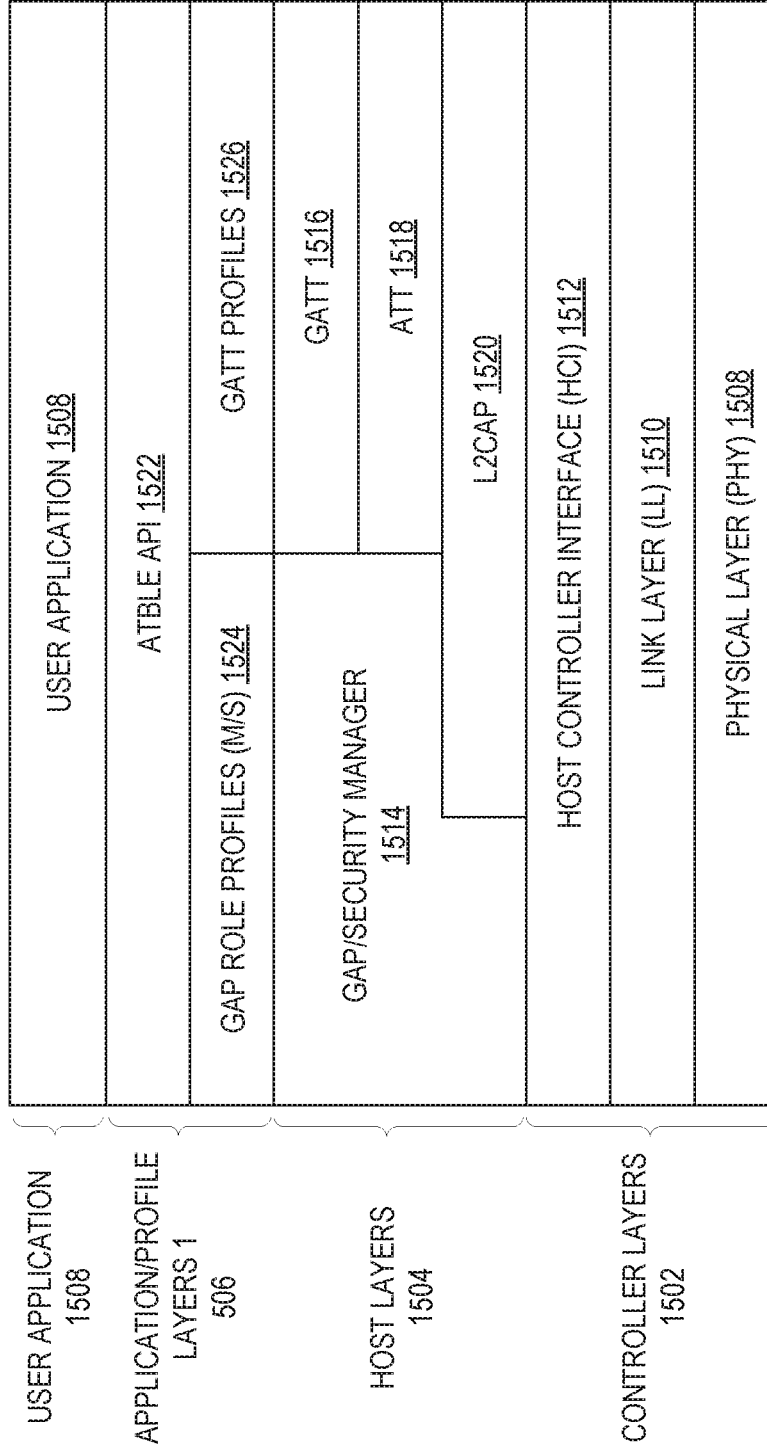 USER APPLICATION
1508
APPLICATION/PROFILE
LAYERS 1
506
HOST LAYERS
1504
CONTROLLER LAYERS
1502
USER APPLICATION 1508
ATBLE API 1522
GAP ROLE PROFILES (M/S) 1524
GATT PROFILES 1526
GAP/SECURITY MANAGER
1514
GATT 1516
ATT 1518
L2CAP 1520
HOST CONTROLLER INTERFACE (HCI) 1512
LINK LAYER (LL) 1510
PHYSICAL LAYER (PHY) 1508